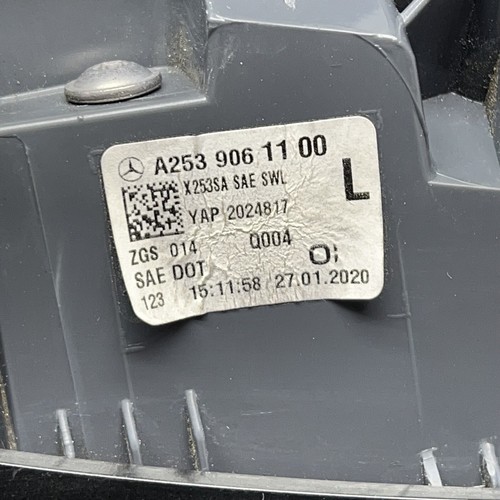 A253 906 11 00
X253SA SAE SWL
L
YAP 2024817
ZGS 014 Q004
SAE DOT
123 15:11:58 27.01.2020